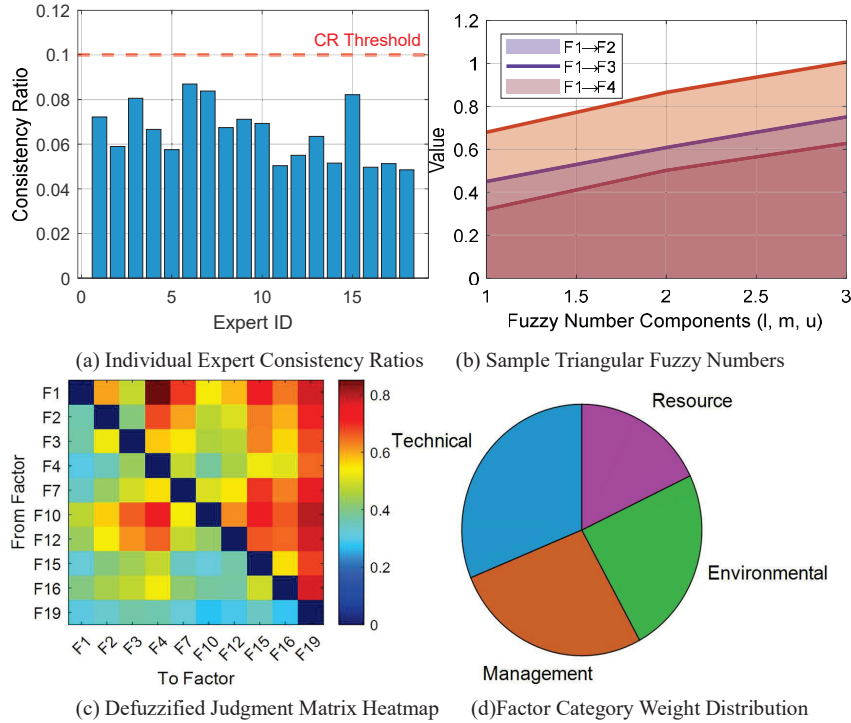 0.12
0.1
0.08
0.06
0.04
0.02
0
CR Threshold
Consistency Ratio
0
5
10
15
Expert ID
(a) Individual Expert Consistency Ratios
1.2
1
0.8
0.6
0.4
0.2
0
F1→F2
F1→F3
F1→F4
Value
1
1.5
2
2.5
3
Fuzzy Number Components (l, m, u)
(b) Sample Triangular Fuzzy Numbers
F1
F2
F3
F4
F7
F10
F12
F15
F16
F19
From Factor
F1
F2
F3
F4
F7
F10
F12
F15
F16
F19
To Factor
0.8
0.6
0.4
0.2
0
(c) Defuzzified Judgment Matrix Heatmap
Resource
Technical
Environmental
Management
(d)Factor Category Weight Distribution